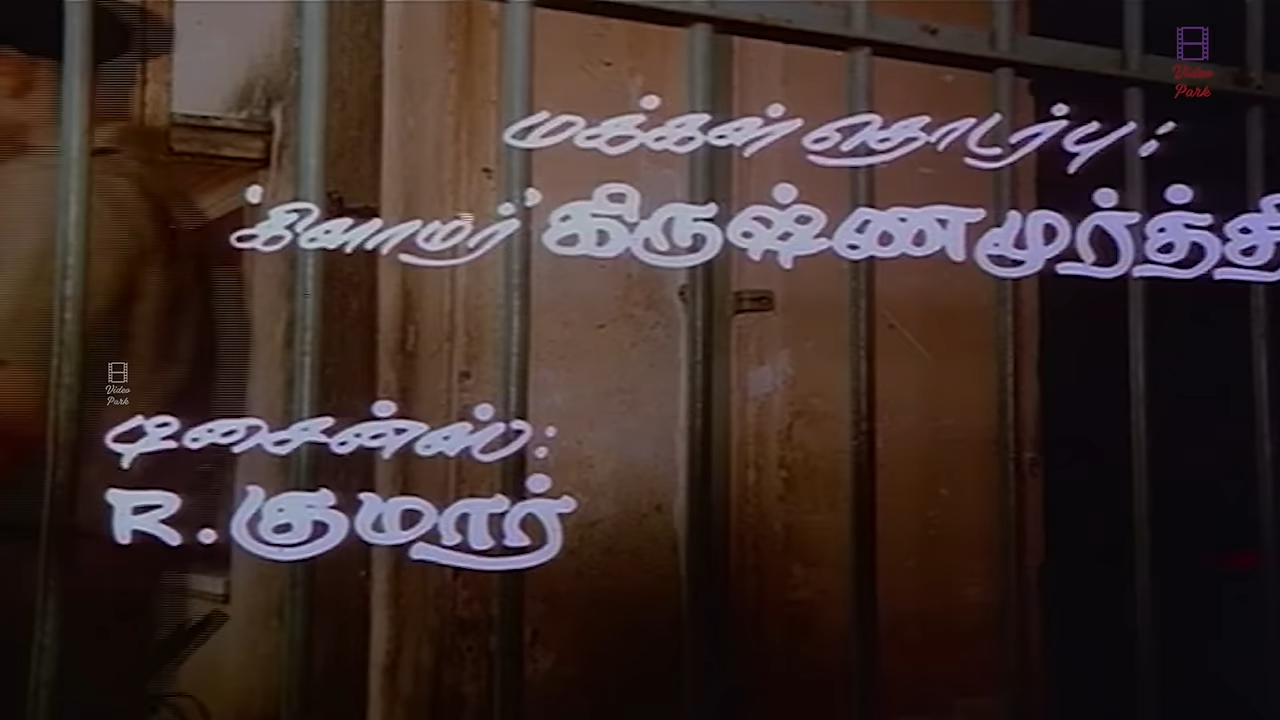 Video
Park
மக்கள் தொடர்பு :
'கிளாமர்' கிருஷ்ணமூர்த்தி
Video
Park
டிசைன்ஸ் :
R.குமார்